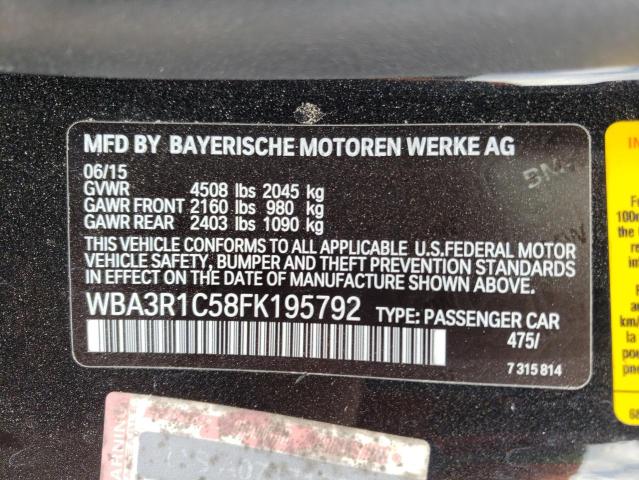 MFD BY BAYERISCHE MOTOREN WERKE AG
06/15
GVWR 4508 lbs 2045 kg
GAWR FRONT 2160 lbs 980 kg
GAWR REAR 2403 lbs 1090 kg
THIS VEHICLE CONFORMS TO ALL APPLICABLE U.S.FEDERAL MOTOR
VEHICLE SAFETY, BUMPER AND THEFT PREVENTION STANDARDS
IN EFFECT ON THE DATE OF MANUFACTURE SHOWN ABOVE.
WBA3R1C58FK195792 TYPE: PASSENGER CAR
475/
7 315 814